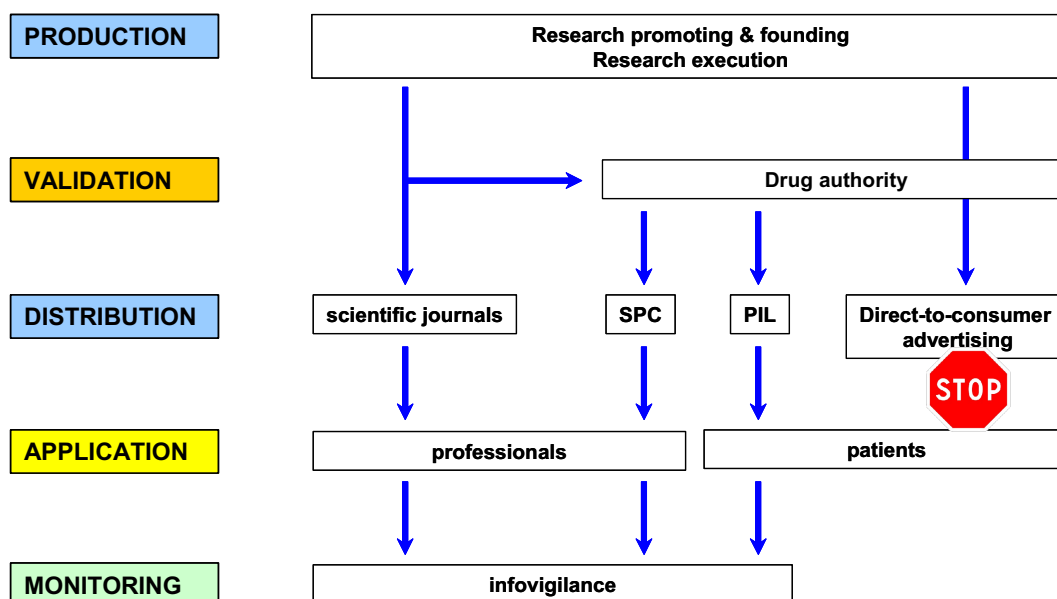 PRODUCTION
Research promoting & founding
Research execution
VALIDATION
Drug authority
DISTRIBUTION
scientific journals
SPC
PIL
Direct-to-consumer
advertising
STOP
APPLICATION
professionals
patients
MONITORING
infovigilance